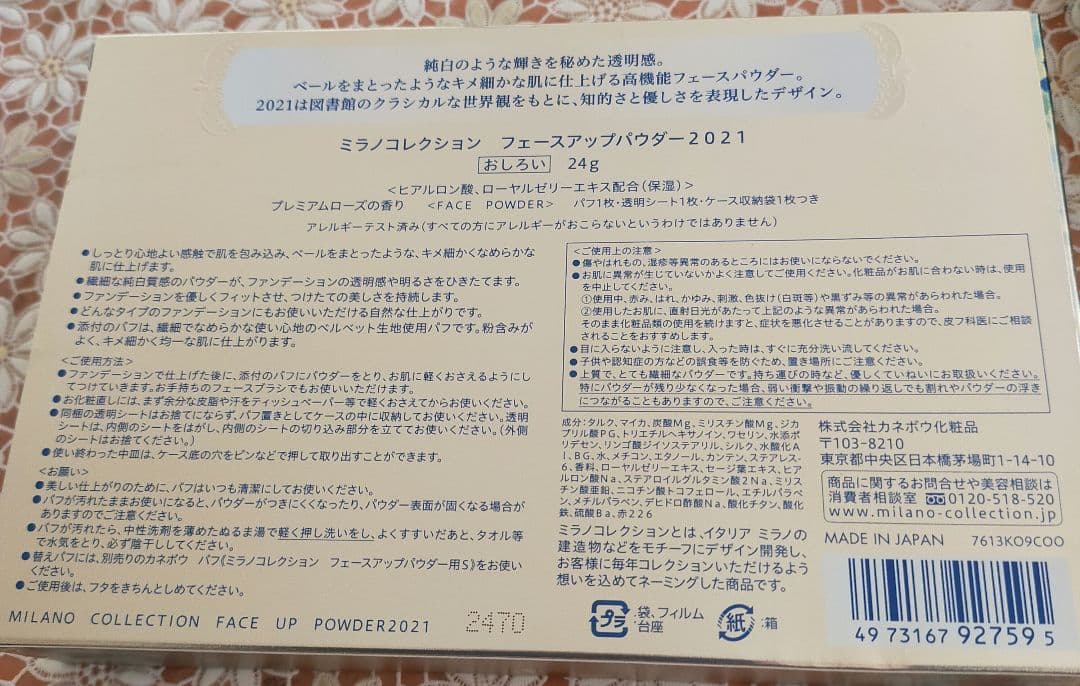 純白のような輝きを秘めた透明感。
ベールをまとったようなキメ細かな肌に仕上げる高機能フェースパウダー。
2021は図書館のクラシカルな世界観をもとに、知的さと優しさを表現したデザイン。
ミラノコレクション　フェースアップパウダー2021
おしろい　24g
<ヒアルロン酸、ローヤルゼリーエキス配合(保湿)>
プレミアムローズの香り　<FACE POWDER>　パフ1枚・透明シート1枚・ケース収納袋1枚つき
アレルギーテスト済み(すべての方にアレルギーがおこらないというわけではありません)
●しっとり心地よい感触で肌を包み込み、ベールをまとったような、キメ細かくなめらかな
肌に仕上げます。
●繊細な純白質感のパウダーが、ファンデーションの透明感や明るさをひきたてます。
●ファンデーションを優しくフィットさせ、つけたての美しさを持続します。
●どんなタイプのファンデーションにもお使いいただける自然な仕上がりです。
●添付のパフは、繊細でなめらかな使い心地のベルベット生地使用パフです。粉含みが
よく、キメ細かく均一な肌に仕上がります。
<ご使用方法>
●ファンデーションで仕上げた後に、添付のパフにパウダーをとり、お肌に軽くおさえるようにし
てつけていきます。お手持ちのフェースブラシでもお使いいただけます。
●お化粧直しには、まず余分な皮脂や汗をティッシュペーパー等で軽くおさえてからお使いください。
●同梱の透明シートはお捨てにならず、パフ置きとしてケースの中に収納してお使いください。透明
シートは、内側のシートをはがし、内側のシートの切り込み部分を立ててお使いください。(外側
のシートはお捨てください。)
●使い終わった中皿は、ケース底の穴をピンなどで押して取り出すことができます。
<お願い>
●美しい仕上がりのために、パフはいつも清潔にしてお使いください。
●パフが汚れたままお使いになると、パウダーがつきにくくなったり、パウダー表面が固くなる場合が
ありますのでご注意ください。
●パフが汚れたら、中性洗剤を薄めたぬるま湯で軽く押し洗いをし、よくすすいだあと、タオル等
で水気をとり、必ず陰干ししてください。
●替えパフには、別売りのカネボウ　パフ《ミラノコレクション　フェースアップパウダー用S》をお使い
ください。
●ご使用後は、フタをきちんとしめてください。
MILANO COLLECTION FACE UP POWDER2021
2470
<ご使用上の注意>
●傷やはれもの、湿疹等異常のあるところにはお使いにならないでください。
●お肌に異常が生じていないかよく注意してご使用ください。化粧品がお肌に合わない時は、使用
を中止してください。
①使用中、赤み、はれ、かゆみ、刺激、色抜け(白斑等)や黒ずみ等の異常があらわれた場合。
②使用したお肌に、直射日光があたって上記のような異常があらわれた場合。
そのまま化粧品類の使用を続けますと、症状を悪化させることがありますので、皮フ科医にご相談
されることをおすすめします。
●目に入らないように注意し、入った時は、すぐに充分洗い流してください。
●子供や認知症の方などの誤食等を防ぐため、置き場所にご注意ください。
●上質で、とても繊細なパウダーです。持ち運びの時など、優しくていねいにお取扱いください。
特にパウダーが残り少なくなった場合、弱い衝撃や振動の繰り返しでも割れやパウダーの浮き
につながることもありますので、ご注意ください。
成分:タルク、マイカ、炭酸Mg、ミリスチン酸Mg、ジカ
プリル酸PG、トリエチルヘキサノイン、ワセリン、水添ポ
リデセン、リンゴ酸ジイソステアリル、シルク、水酸化A
l、BG、水、メチコン、エタノール、カンテン、ステアレス-
6、香料、ローヤルゼリーエキス、セージ葉エキス、ヒア
ルロン酸Na、ステアロイルグルタミン酸2Na、ミリス
チン酸亜鉛、ニコチン酸トコフェロール、エチルパラベ
ン、メチルパラベン、デヒドロ酢酸Na、酸化チタン、酸化
鉄、硫酸Ba、赤226
ミラノコレクションとは、イタリア ミラノの
建造物などをモチーフにデザイン開発し、
お客様に毎年コレクションいただけるよう
想いを込めてネーミングした商品です。
プラ
袋、フィルム
台座
紙
:箱
株式会社カネボウ化粧品
〒103-8210
東京都中央区日本橋茅場町1-14-10
商品に関するお問合せや美容相談は
消費者相談室 0120-518-520
www.milano-collection.jp
MADE IN JAPAN　7613KO9COO
4973167927595